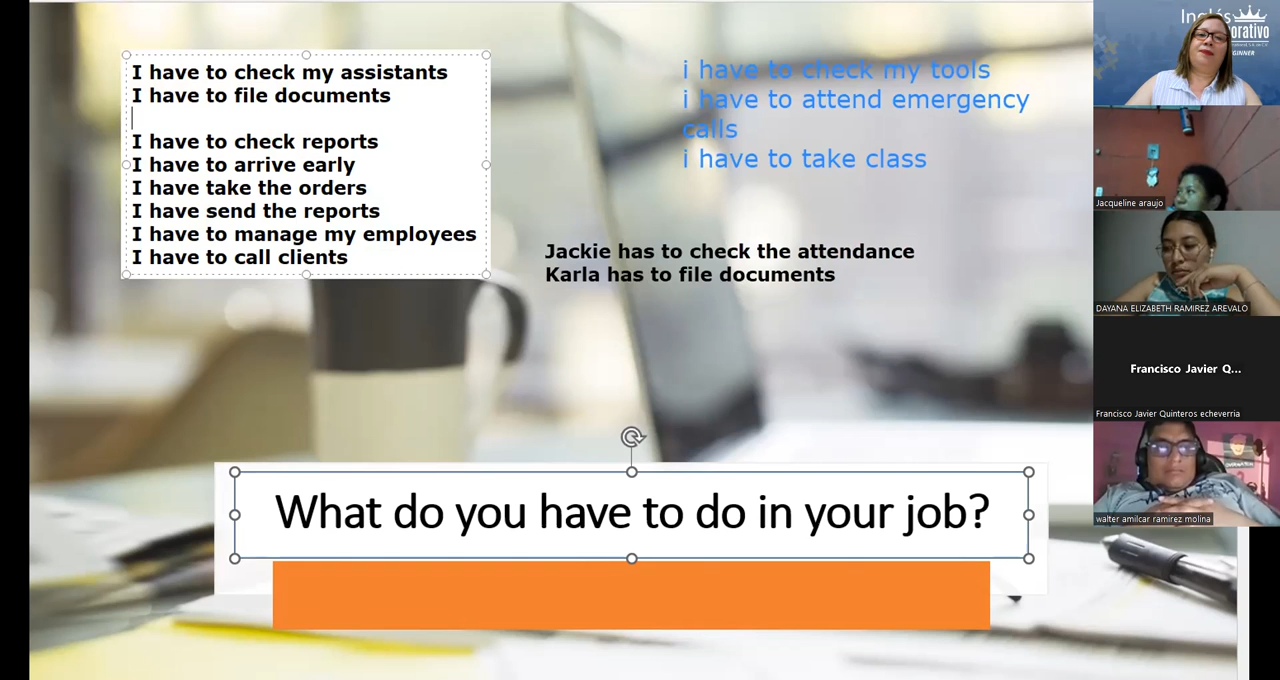 I have to check my assistants
I have to file documents
I have to check reports
I have to arrive early
I have take the orders
I have send the reports
I have to manage my employees
I have to call clients
i have to check my tools
i have to attend emergency
calls
i have to take class
Jackie has to check the attendance
Karla has to file documents
What do you have to do in your job?
Jacqueline araujo
DAYANA ELIZABETH RAMIREZ AREVALO
Francisco Javier Q...
Francisco Javier Quinteros echeverria
walter amilcar ramirez molina